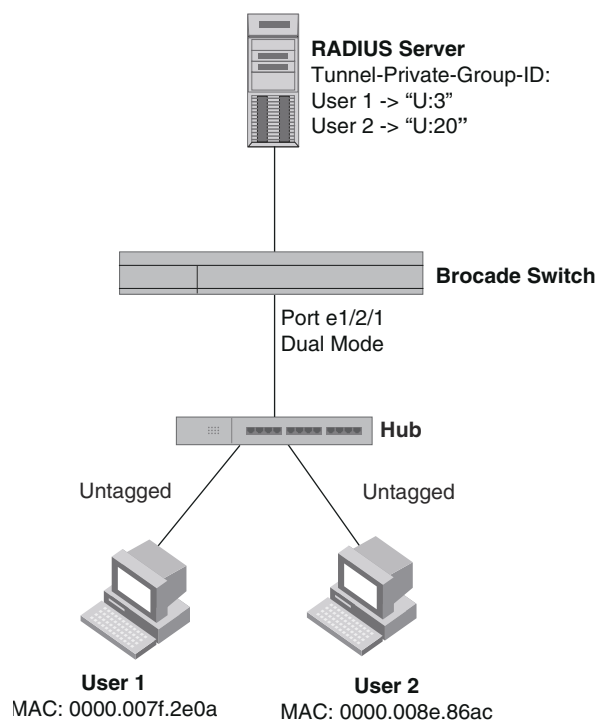 RADIUS Server
Tunnel-Private-Group-ID:
User 1 -> “U:3”
User 2 -> “U:20”
Brocade Switch
Port e1/2/1
Dual Mode
Hub
Untagged
Untagged
User 1
MAC: 0000.007f.2e0a
User 2
MAC: 0000.008e.86ac